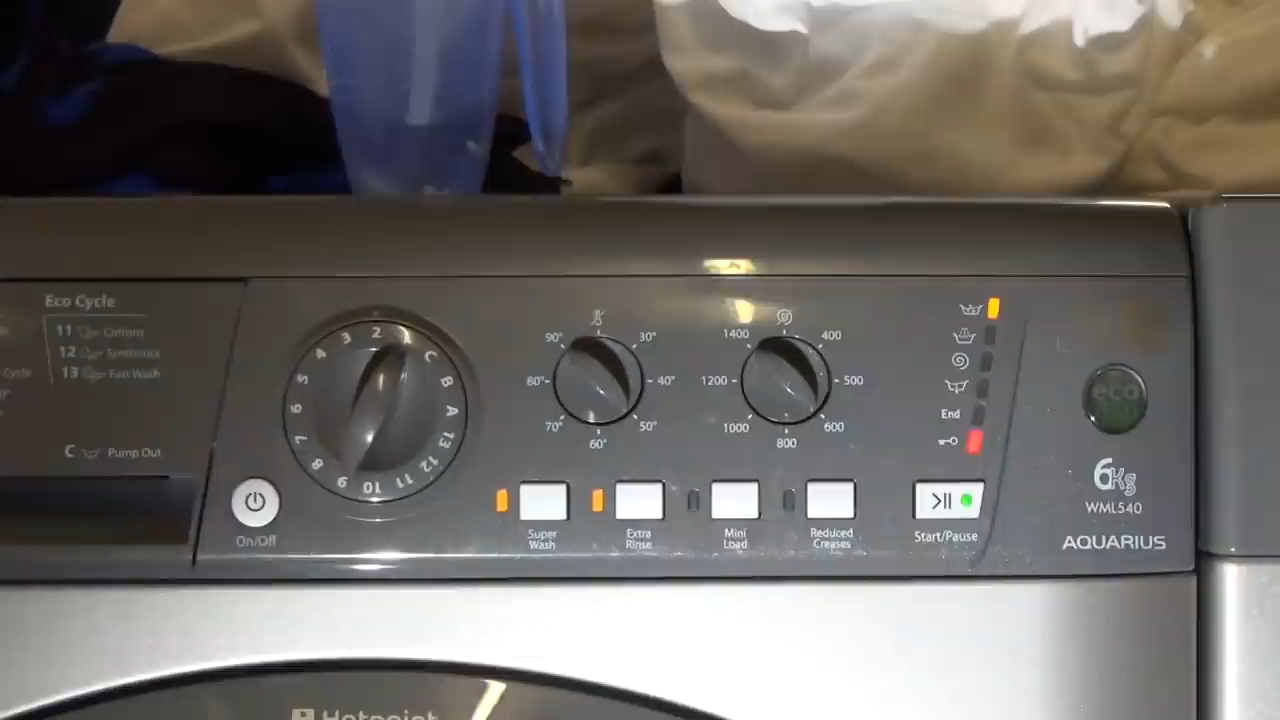 Eco Cycle
11 Cottons
12 Synthetics
13 Fast Wash
Cycle
C Pump Out
On/Off
2
3
4
5
6
7
8
9
10
11
12
13
A
B
C
90°
30°
80°
40°
70°
50°
60°
1400
400
1200
500
1000
600
800
End
Super
Wash
Extra
Rinse
Mini
Load
Reduced
Creases
Start/Pause
eco
6Kg
WML540
AQUARIUS
Hotpoint